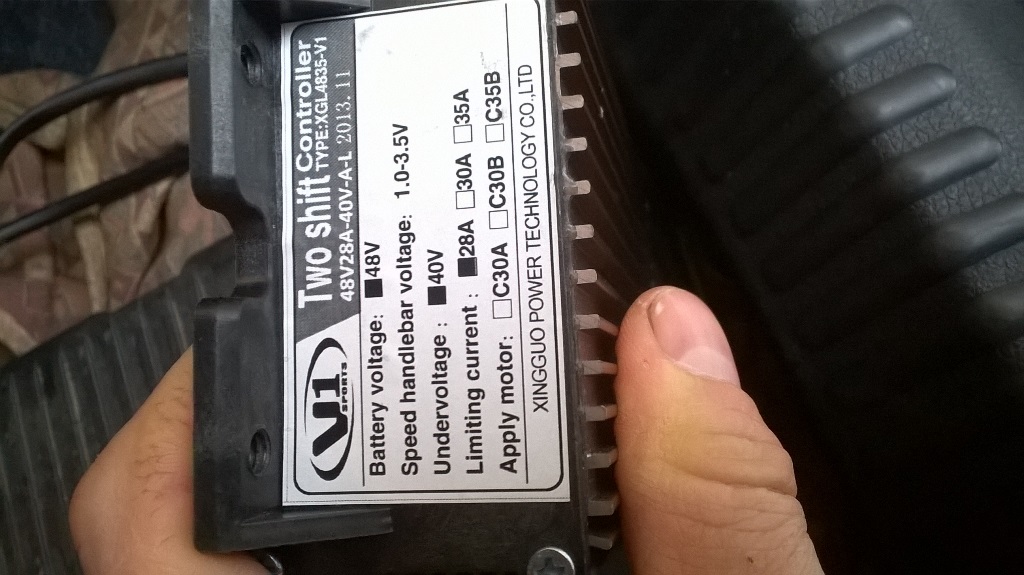 V1
SPORTS
Two shift Controller
TYPE:XGL4835-V1
48V28A-40V-A-L 2013. 11
Battery voltage: ■48V
Speed handlebar voltage: 1.0-3.5V
Undervoltage : ■40V
Limiting current : ■28A □30A □35A
Apply motor: □C30A □C30B □C35B
XINGGUO POWER TECHNOLOGY CO.,LTD